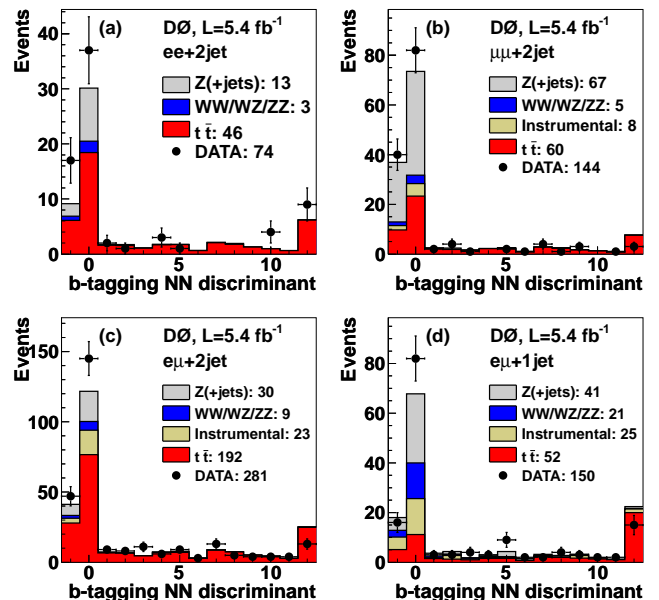 (a) DØ, L=5.4 fb⁻¹
ee+2jet
Z(+jets): 13
WW/WZ/ZZ: 3
t t̄: 46
DATA: 74
Events
40
30
20
10
0
0 5 10
b-tagging NN discriminant
(b) DØ, L=5.4 fb⁻¹
μμ+2jet
Z(+jets): 67
WW/WZ/ZZ: 5
Instrumental: 8
t t̄: 60
DATA: 144
Events
80
60
40
20
0
0 5 10
b-tagging NN discriminant
(c) DØ, L=5.4 fb⁻¹
eμ+2jet
Z(+jets): 30
WW/WZ/ZZ: 9
Instrumental: 23
t t̄: 192
DATA: 281
Events
150
100
50
0
0 5 10
b-tagging NN discriminant
(d) DØ, L=5.4 fb⁻¹
eμ+1jet
Z(+jets): 41
WW/WZ/ZZ: 21
Instrumental: 25
t t̄: 52
DATA: 150
Events
80
60
40
20
0
0 5 10
b-tagging NN discriminant